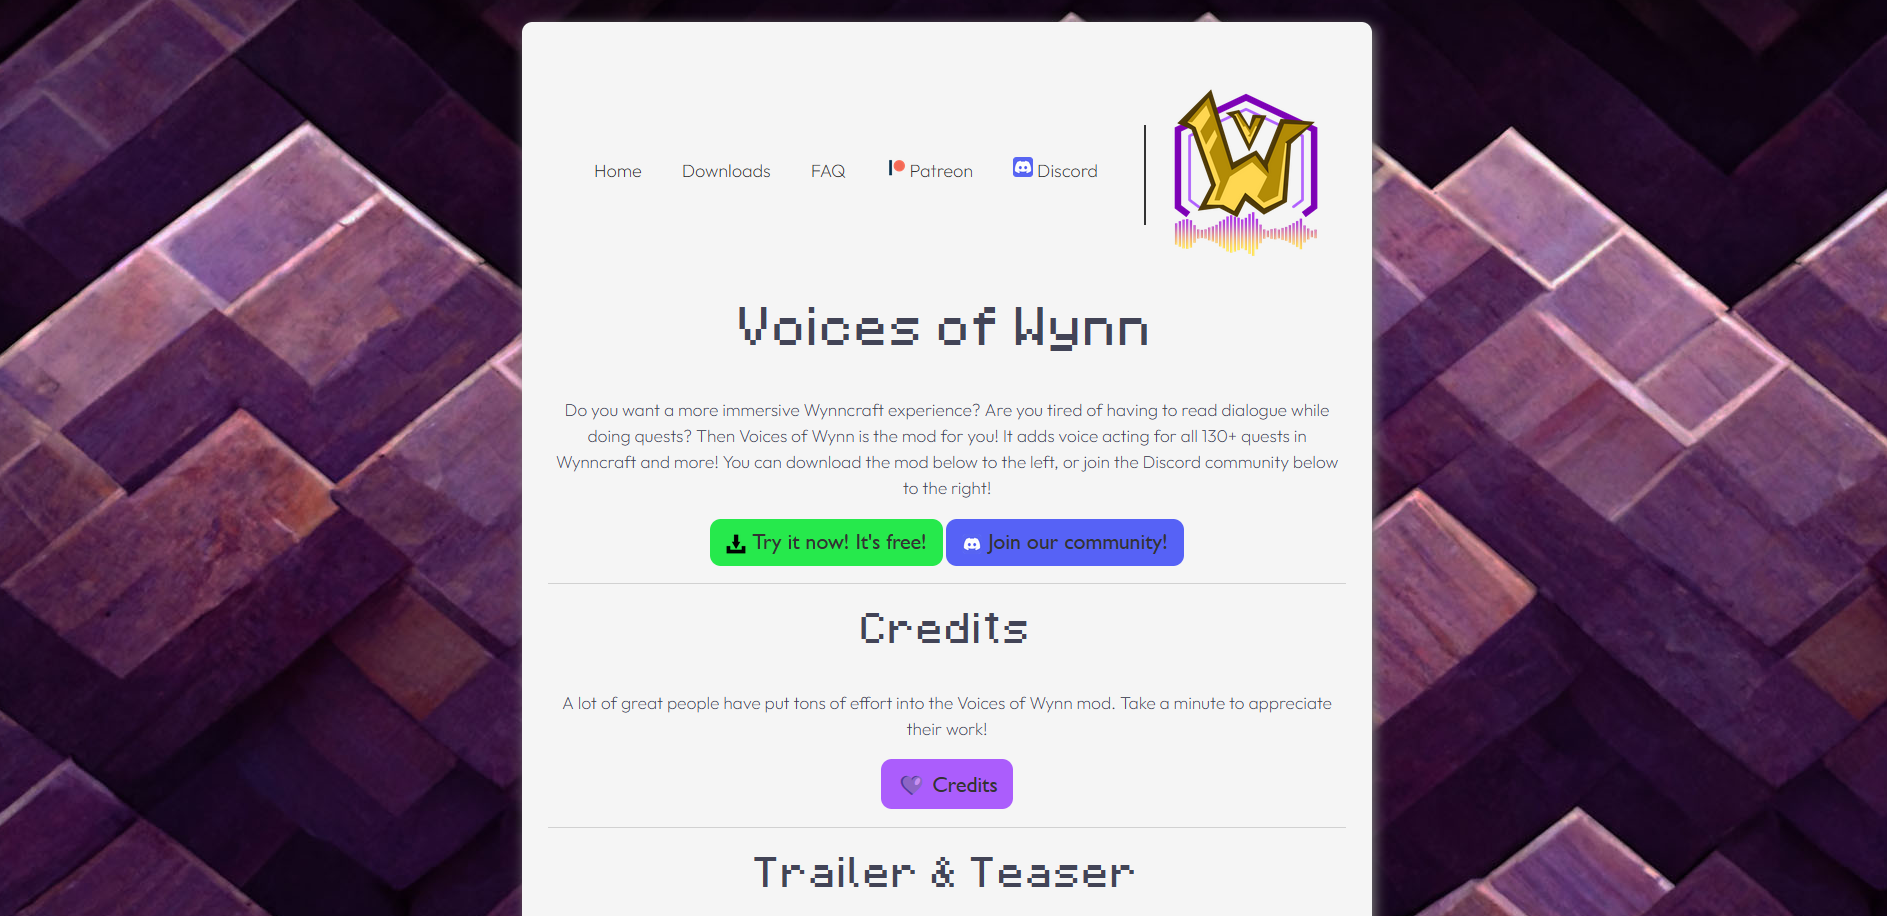 Home Downloads FAQ Patreon Discord
Voices of Wynn
Do you want a more immersive Wynncraft experience? Are you tired of having to read dialogue while
doing quests? Then Voices of Wynn is the mod for you! It adds voice acting for all 130+ quests in
Wynncraft and more! You can download the mod below to the left, or join the Discord community below
to the right!
Try it now! It's free! Join our community!
Credits
A lot of great people have put tons of effort into the Voices of Wynn mod. Take a minute to appreciate
their work!
Credits
Trailer & Teaser